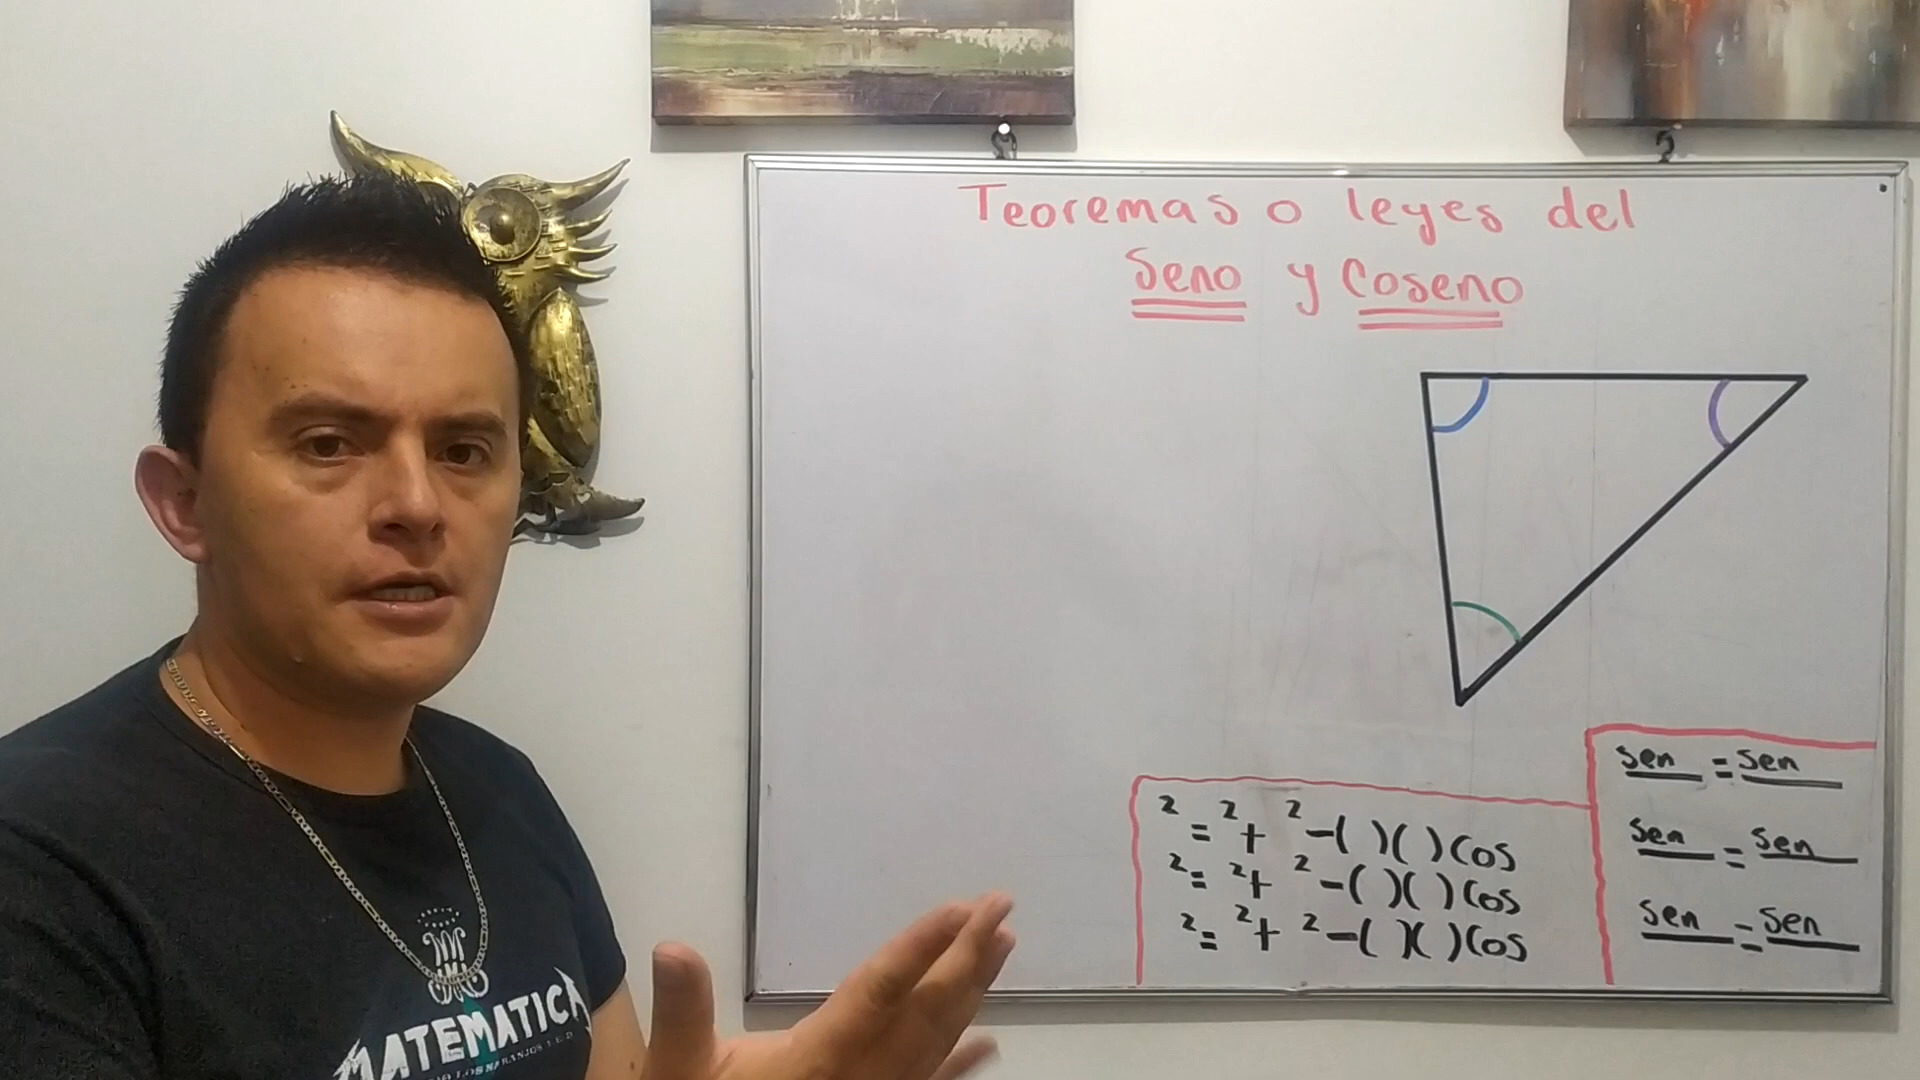 Teoremas o leyes del
Seno y Coseno
2 = 2 + 2 -( )( ) Cos
2 = 2 + 2 -( )( ) Cos
2 = 2 + 2 -( )( ) Cos
sen = sen
sen = sen
sen = sen
MATEMATICA